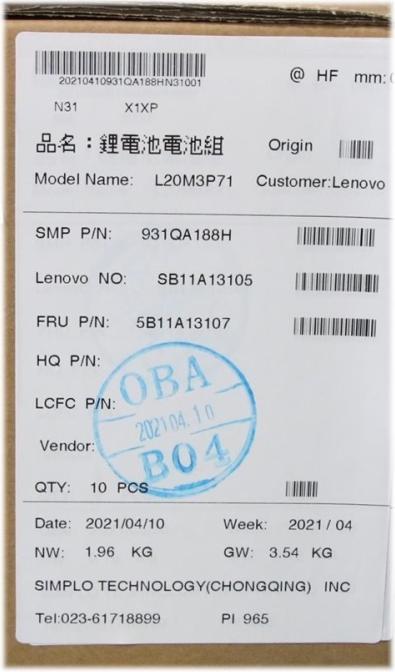 20210410931QA188HN31001
@ HF mm:
N31 X1XP
品名：鋰電池電池組 Origin
Model Name: L20M3P71 Customer:Lenovo
SMP P/N: 931QA188H
Lenovo NO: SB11A13105
FRU P/N: 5B11A13107
HQ P/N:
LCFC P/N:
Vendor:
OBA
2021 04. 10
B04
QTY: 10 PCS
Date: 2021/04/10 Week: 2021 / 04
NW: 1.96 KG GW: 3.54 KG
SIMPLO TECHNOLOGY(CHONGQING) INC
Tel:023-61718899 PI 965